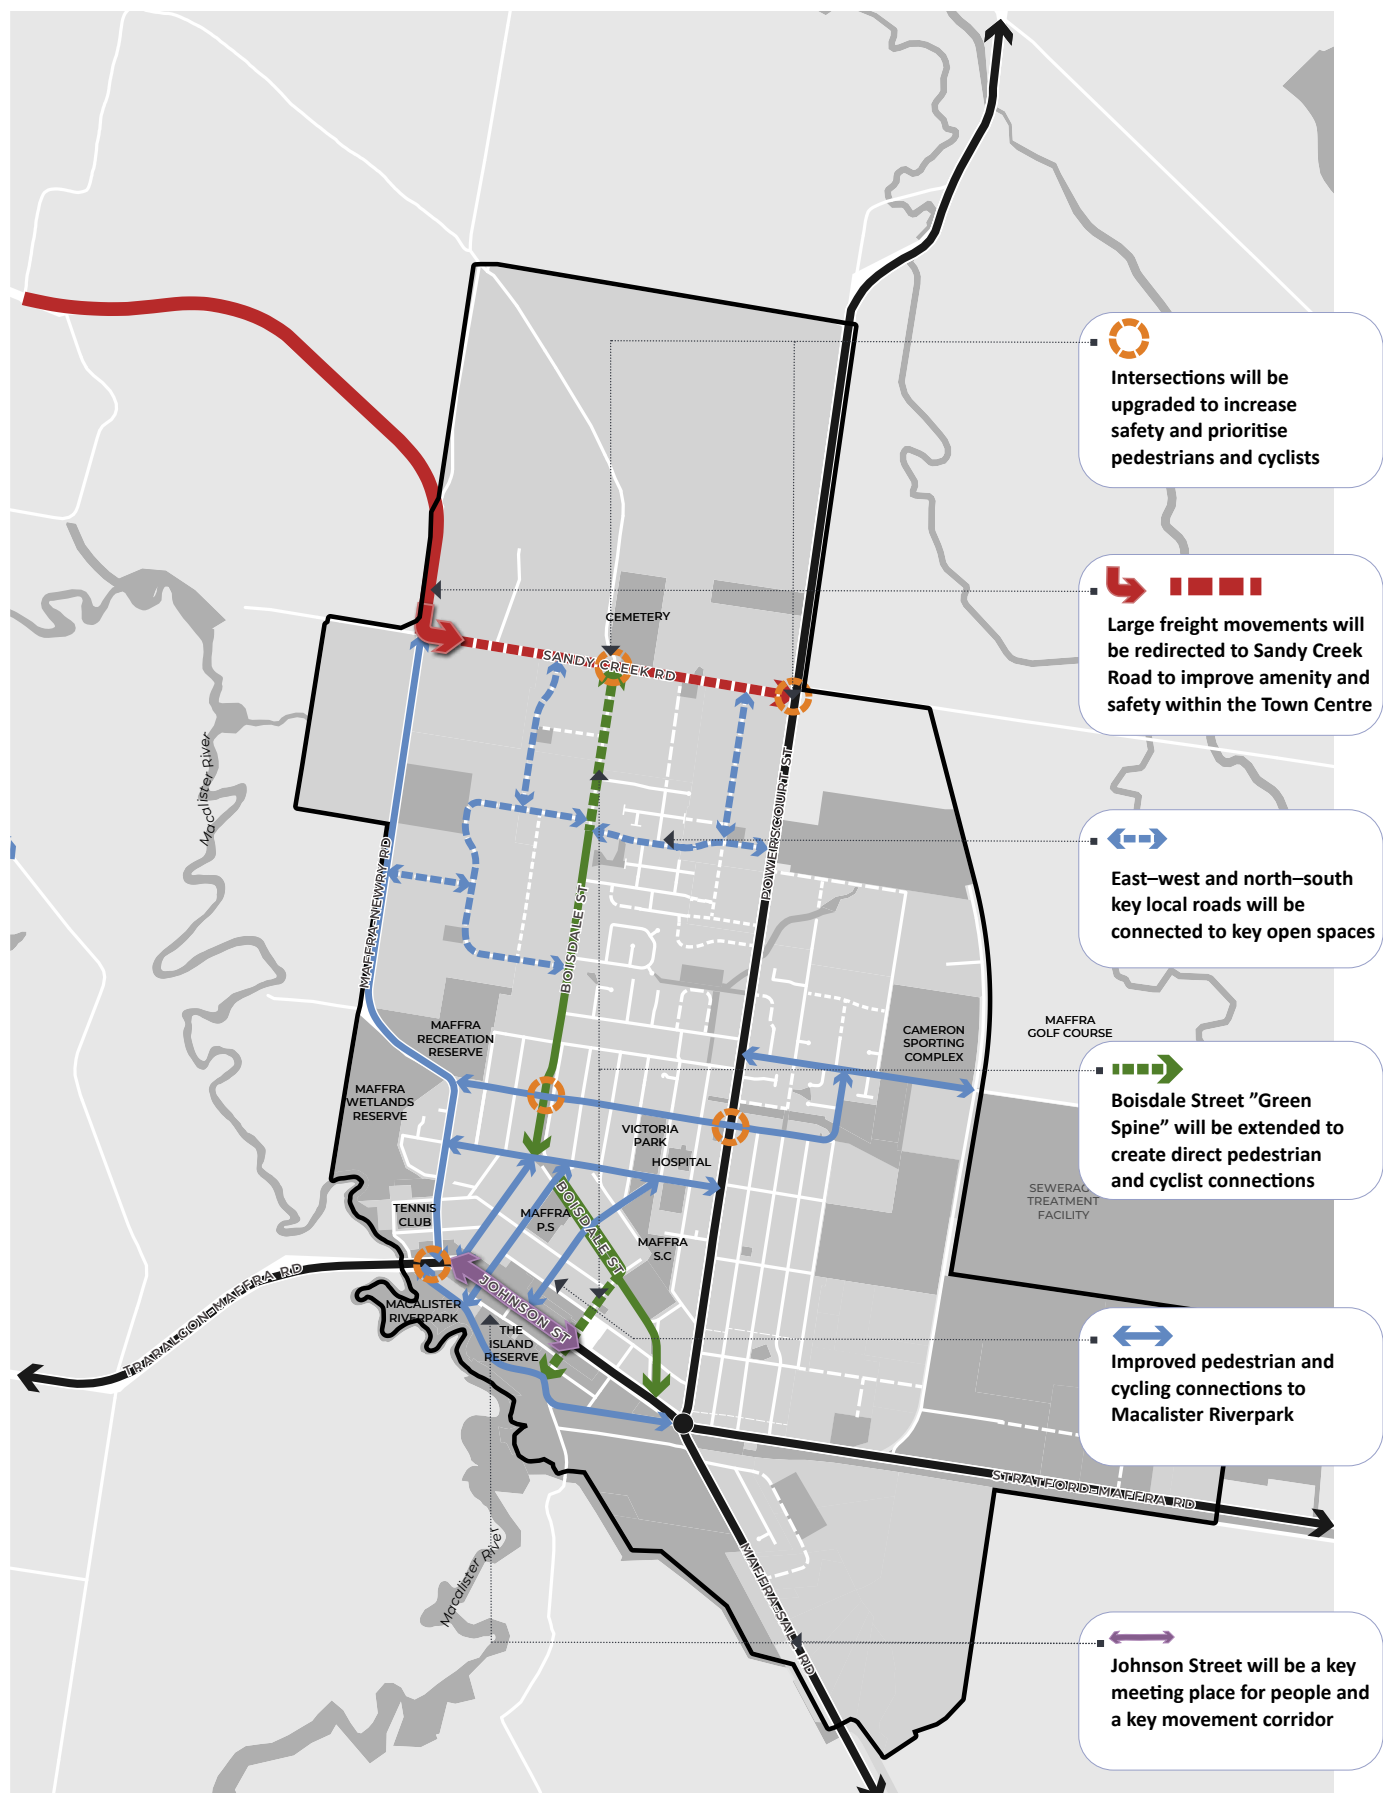 Intersections will be
upgraded to increase
safety and prioritise
pedestrians and cyclists
CEMETERY
SANDY CREEK RD
Large freight movements will
be redirected to Sandy Creek
Road to improve amenity and
safety within the Town Centre
Macalister River
POWERSCOURT ST
MAFFRA-NEWRY RD
BOISDALE ST
East–west and north–south
key local roads will be
connected to key open spaces
MAFFRA
RECREATION
RESERVE
CAMERON
SPORTING
COMPLEX
MAFFRA
GOLF COURSE
MAFFRA
WETLANDS
RESERVE
VICTORIA
PARK
HOSPITAL
Boisdale Street ”Green
Spine” will be extended to
create direct pedestrian
and cyclist connections
SEWERAGE
TREATMENT
FACILITY
TENNIS
CLUB
MAFFRA
P.S
BOISDALE ST
MAFFRA
S.C
TRARALGON-MAFFRA RD
JOHNSON ST
MACALISTER
RIVERPARK
THE
ISLAND
RESERVE
Improved pedestrian and
cycling connections to
Macalister Riverpark
STRATFORD-MAFFRA RD
Macalister River
MAFFRA-SALE RD
Johnson Street will be a key
meeting place for people and
a key movement corridor